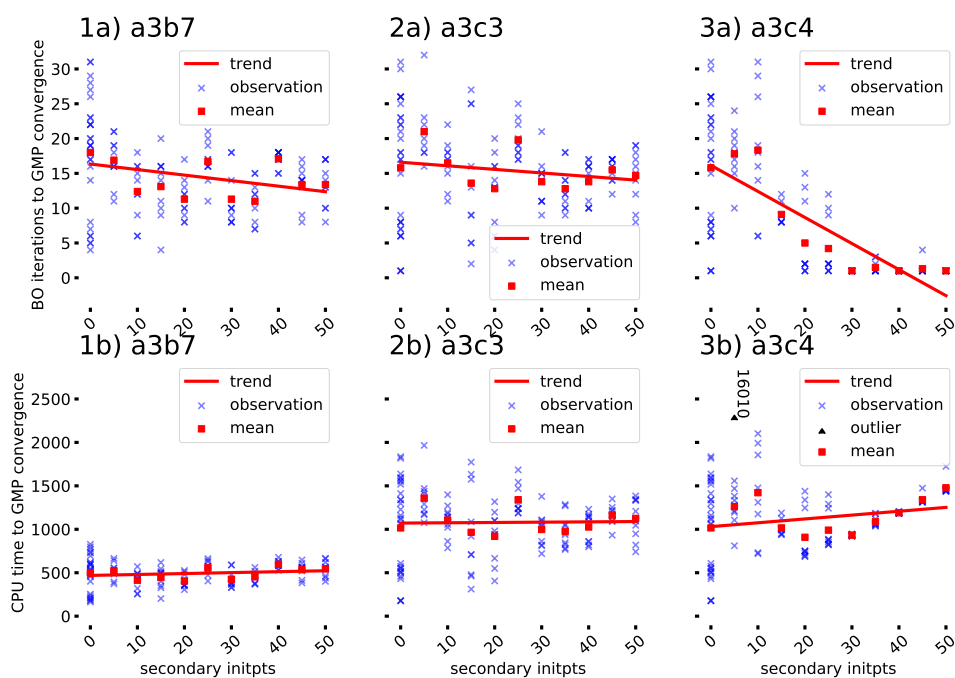 1a) a3b7
2a) a3c3
3a) a3c4
BO iterations to GMP convergence
30
25
20
15
10
5
0
trend
observation
mean
trend
observation
mean
trend
observation
mean
0
10
20
30
40
50
0
10
20
30
40
50
0
10
20
30
40
50
1b) a3b7
2b) a3c3
3b) a3c4
CPU time to GMP convergence
2500
2000
1500
1000
500
0
trend
observation
mean
trend
observation
mean
16010
trend
observation
outlier
mean
0
10
20
30
40
50
0
10
20
30
40
50
0
10
20
30
40
50
secondary initpts
secondary initpts
secondary initpts